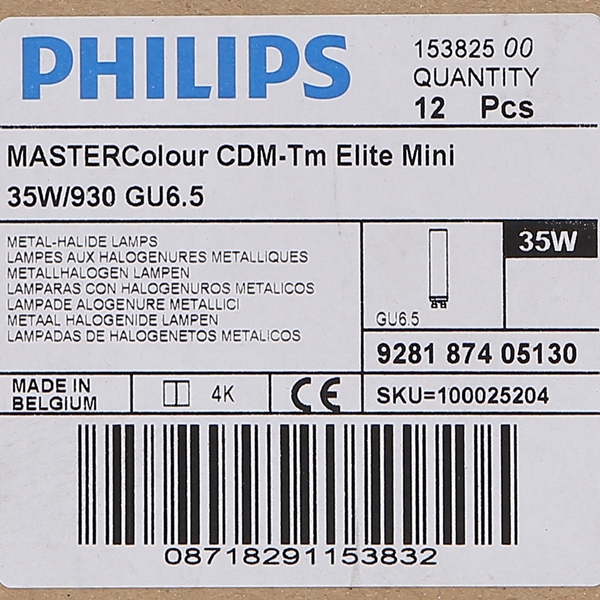 PHILIPS
153825 00
QUANTITY
12 Pcs
MASTERColour CDM-Tm Elite Mini
35W/930 GU6.5
METAL-HALIDE LAMPS
LAMPES AUX HALOGENURES METALLIQUES
METALLHALOGEN LAMPEN
LAMPARAS CON HALOGENUROS METALICOS
LAMPADE ALOGENURE METALLICI
METAAL HALOGENIDE LAMPEN
LAMPADAS DE HALOGENETOS METALICOS
GU6.5
35W
9281 874 05130
MADE IN
BELGIUM
4K
CE
SKU=100025204
08718291153832